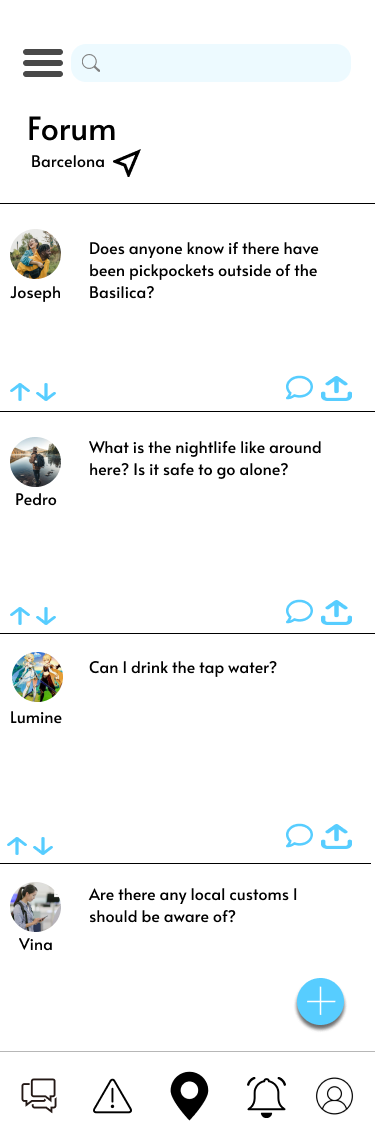 Forum
Barcelona
Does anyone know if there have
been pickpockets outside of the
Basilica?
Joseph
What is the nightlife like around
here? Is it safe to go alone?
Pedro
Can I drink the tap water?
Lumine
Are there any local customs I
should be aware of?
Vina